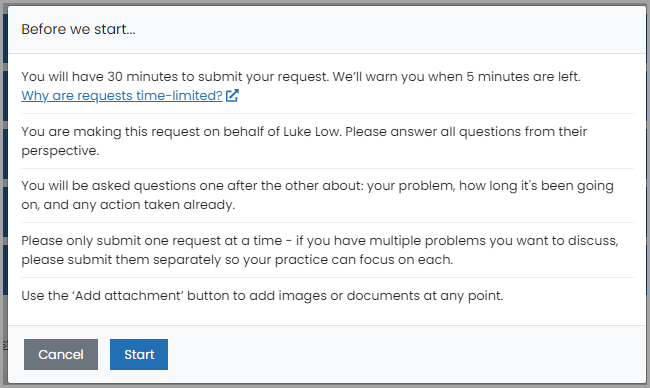 Before we start...
You will have 30 minutes to submit your request. We’ll warn you when 5 minutes are left.
Why are requests time-limited?
You are making this request on behalf of Luke Low. Please answer all questions from their
perspective.
You will be asked questions one after the other about: your problem, how long it's been going
on, and any action taken already.
Please only submit one request at a time - if you have multiple problems you want to discuss,
please submit them separately so your practice can focus on each.
Use the ‘Add attachment’ button to add images or documents at any point.
Cancel
Start